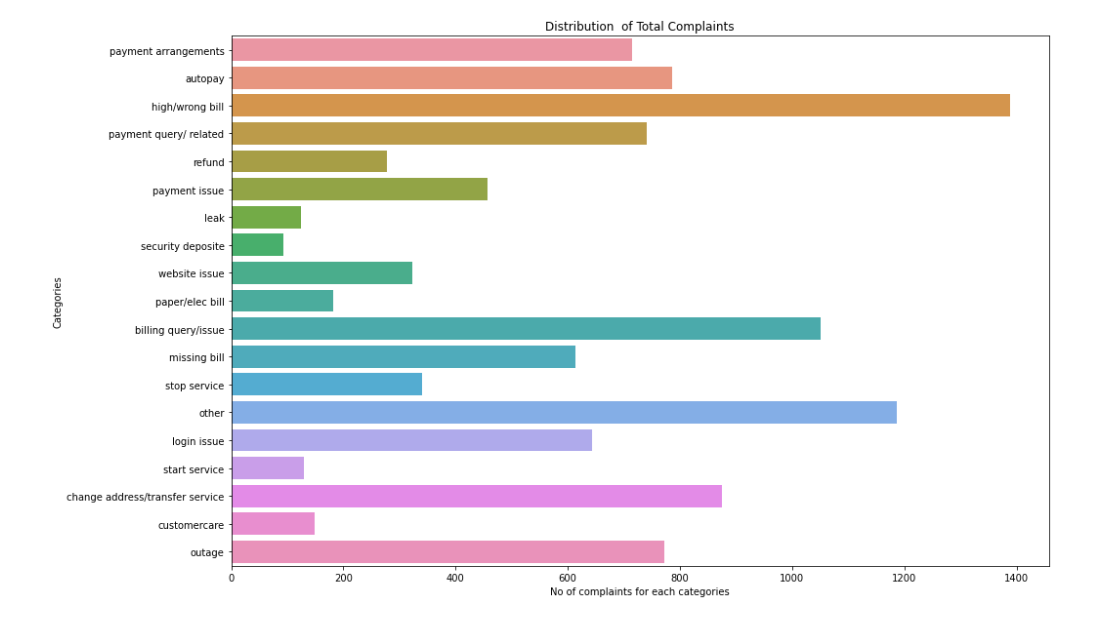 Distribution  of Total Complaints
payment arrangements
autopay
high/wrong bill
payment query/ related
refund
payment issue
leak
security deposite
website issue
paper/elec bill
billing query/issue
missing bill
stop service
other
login issue
start service
change address/transfer service
customercare
outage
Categories
0 200 400 600 800 1000 1200 1400
No of complaints for each categories